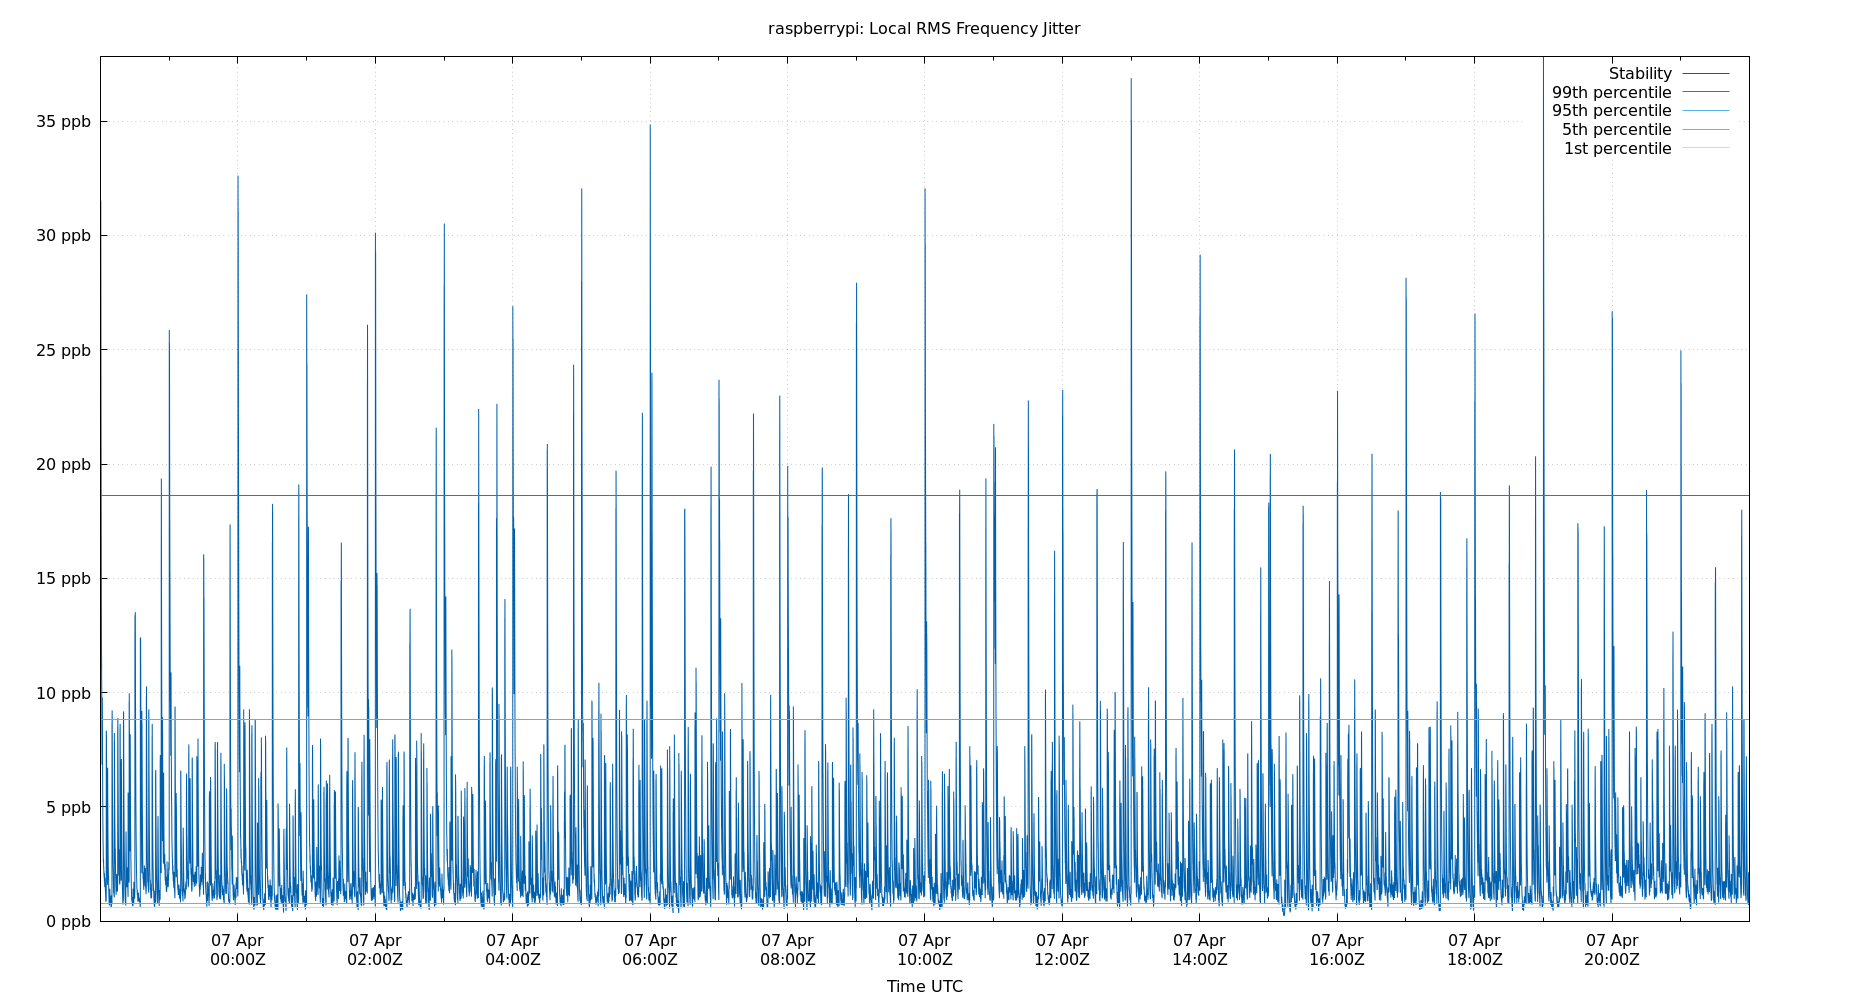 raspberrypi: Local RMS Frequency Jitter
Stability
99th percentile
95th percentile
5th percentile
1st percentile
35 ppb
30 ppb
25 ppb
20 ppb
15 ppb
10 ppb
5 ppb
0 ppb
07 Apr 07 Apr 07 Apr 07 Apr 07 Apr 07 Apr 07 Apr 07 Apr 07 Apr 07 Apr 07 Apr
00:00Z 02:00Z 04:00Z 06:00Z 08:00Z 10:00Z 12:00Z 14:00Z 16:00Z 18:00Z 20:00Z
Time UTC